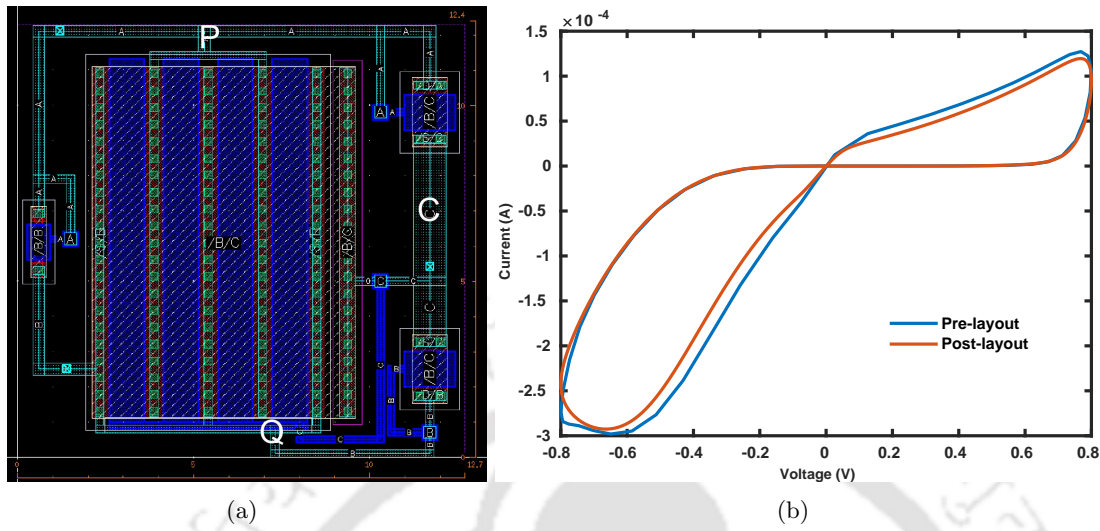 12.4
P
A
A
A
A
A
10
A
A
/B/C
A
C
A
A
/B/B
/B/C
/B/C
C
C
C
5
B
C
/B/C
C
B
D/B
Q
C
C
B
B
B
B
0
5
10
12.7
×10 -4
1.5
1
0.5
0
-0.5
-1
-1.5
-2
-2.5
-3
Current (A)
Pre-layout
Post-layout
-0.8 -0.6 -0.4 -0.2 0 0.2 0.4 0.6 0.8
Voltage (V)
(a) (b)